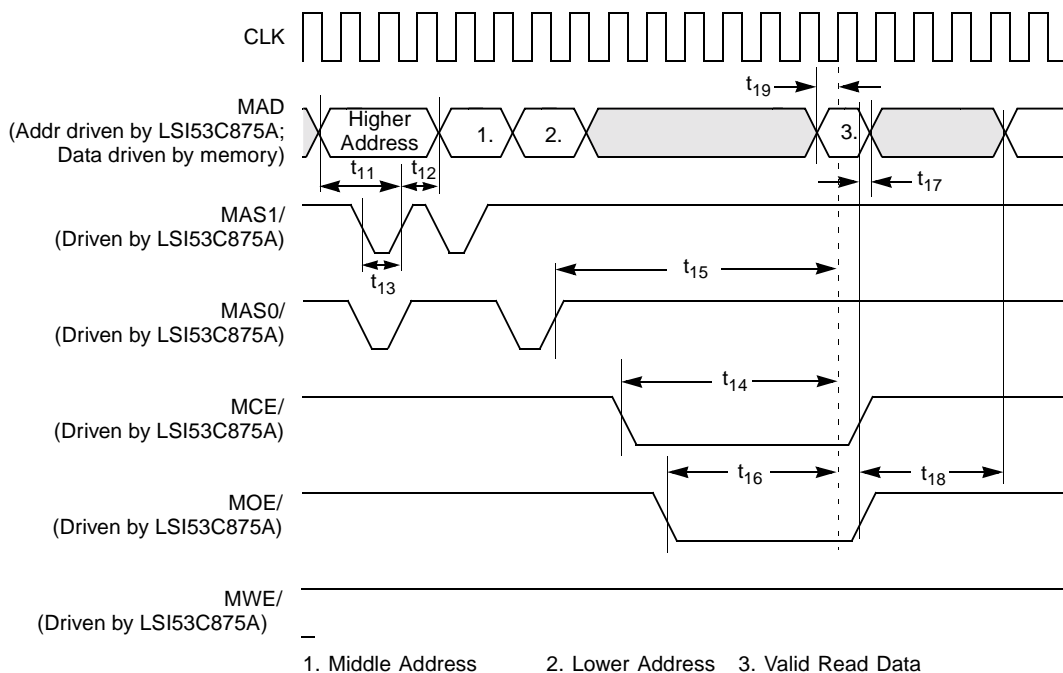 CLK
t19
MAD
(Addr driven by LSI53C875A;
Data driven by memory)
Higher
Address
1.
2.
3.
t11
t12
t17
MAS1/
(Driven by LSI53C875A)
t13
t15
MAS0/
(Driven by LSI53C875A)
t14
MCE/
(Driven by LSI53C875A)
t16
t18
MOE/
(Driven by LSI53C875A)
MWE/
(Driven by LSI53C875A)
1. Middle Address 2. Lower Address 3. Valid Read Data